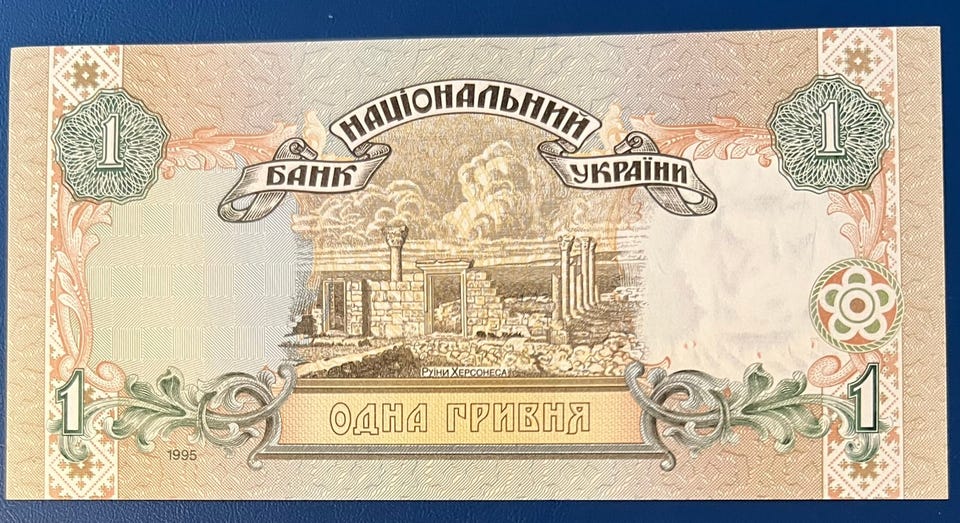 1 1
НАЦІОНАЛЬНИЙ
БАНК УКРАЇНИ
РУЇНИ ХЕРСОНЕСА
1 ОДНА ГРИВНЯ 1
1995